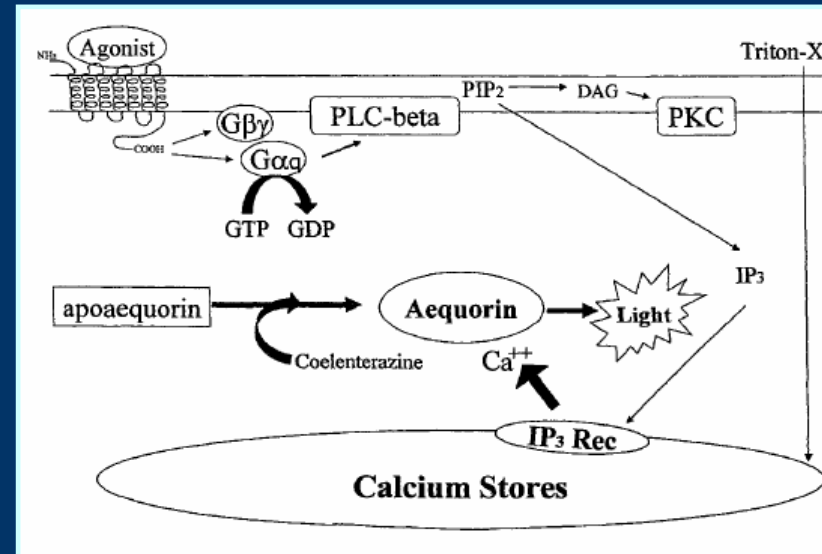 NH₂
Agonist
Triton-X
PIP₂
DAG
PLC-beta
PKC
Gβγ
COOH
Gαq
GTP
GDP
IP₃
apoaequorin
Aequorin
Light
Coelenterazine
Ca⁺⁺
IP₃ Rec
Calcium Stores